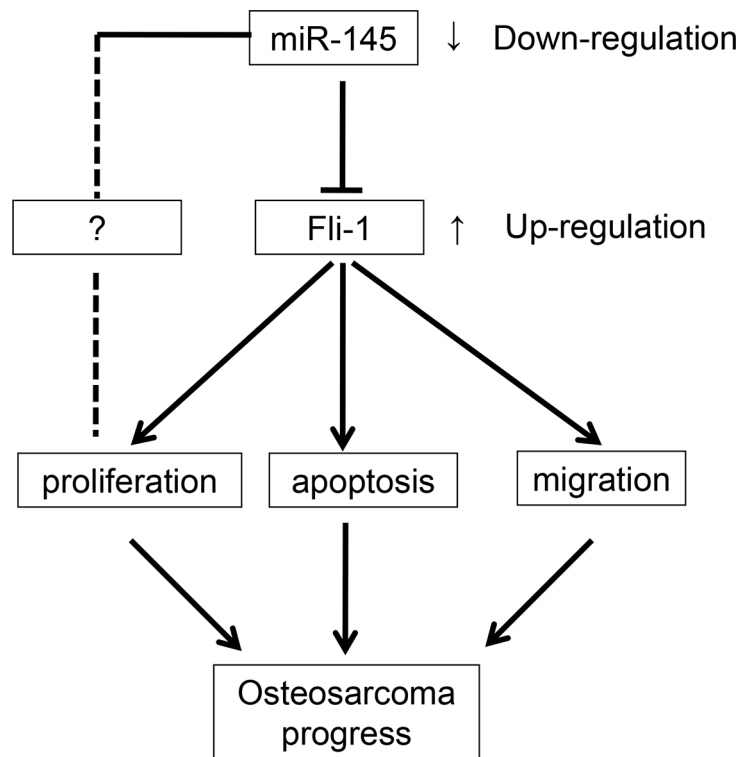 miR-145 ↓ Down-regulation
? Fli-1 ↑ Up-regulation
proliferation apoptosis migration
Osteosarcoma
progress